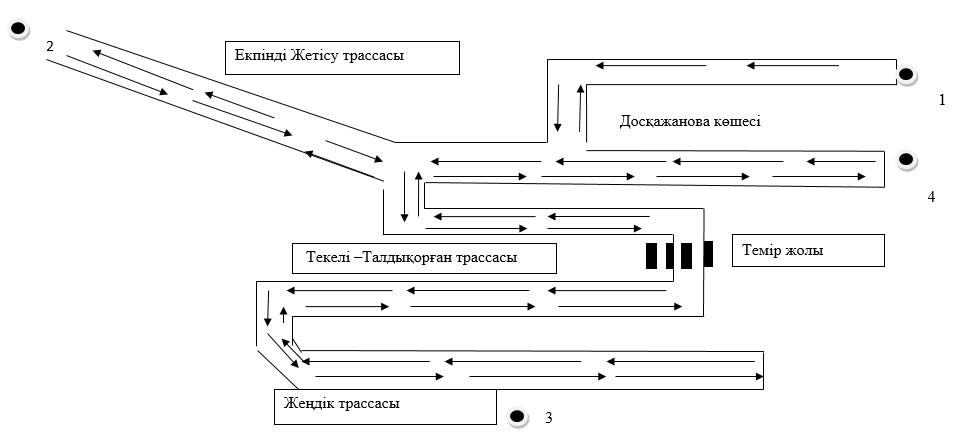 2
Екпінді Жетісу трассасы
1
Досқажанова көшесі
4
Темір жолы
Текелі –Талдықорған трассасы
Жеңдік трассасы
3